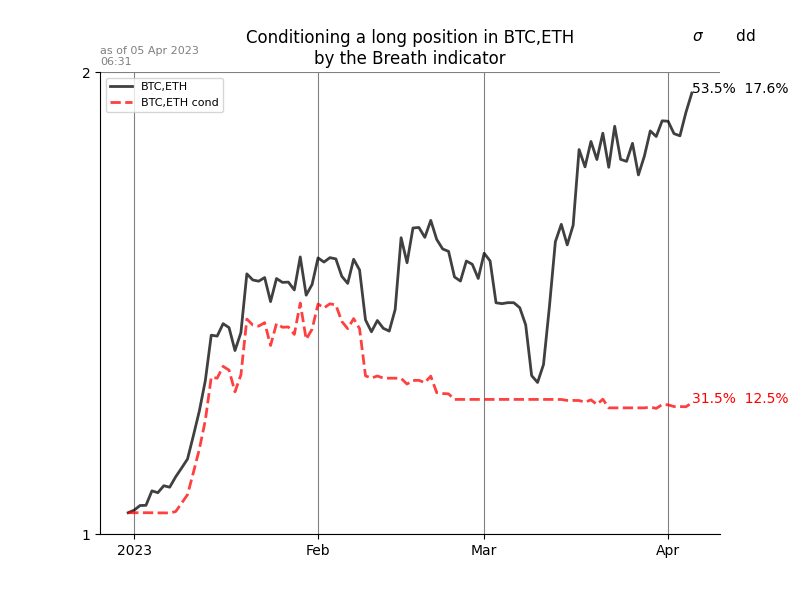 Conditioning a long position in BTC,ETH
by the Breath indicator
σ dd
as of 05 Apr 2023
06:31
2
BTC,ETH
BTC,ETH cond
53.5% 17.6%
31.5% 12.5%
1
2023 Feb Mar Apr